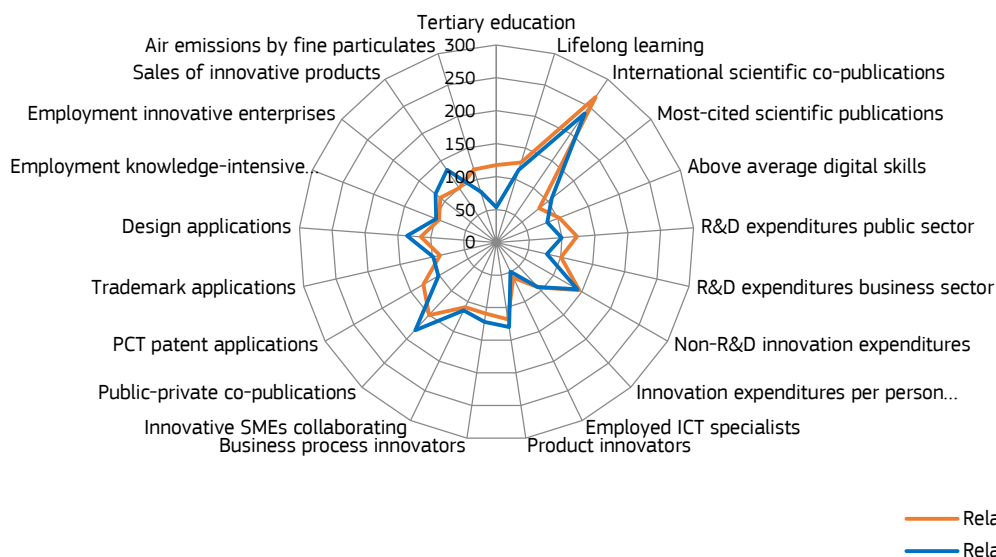 Tertiary education
Lifelong learning
International scientific co-publications
Most-cited scientific publications
Above average digital skills
R&D expenditures public sector
R&D expenditures business sector
Non-R&D innovation expenditures
Innovation expenditures per person...
Employed ICT specialists
Product innovators
Business process innovators
Innovative SMEs collaborating
Public-private co-publications
PCT patent applications
Trademark applications
Design applications
Employment knowledge-intensive...
Employment innovative enterprises
Sales of innovative products
Air emissions by fine particulates
300
250
200
150
100
50
0
Rela
Rela